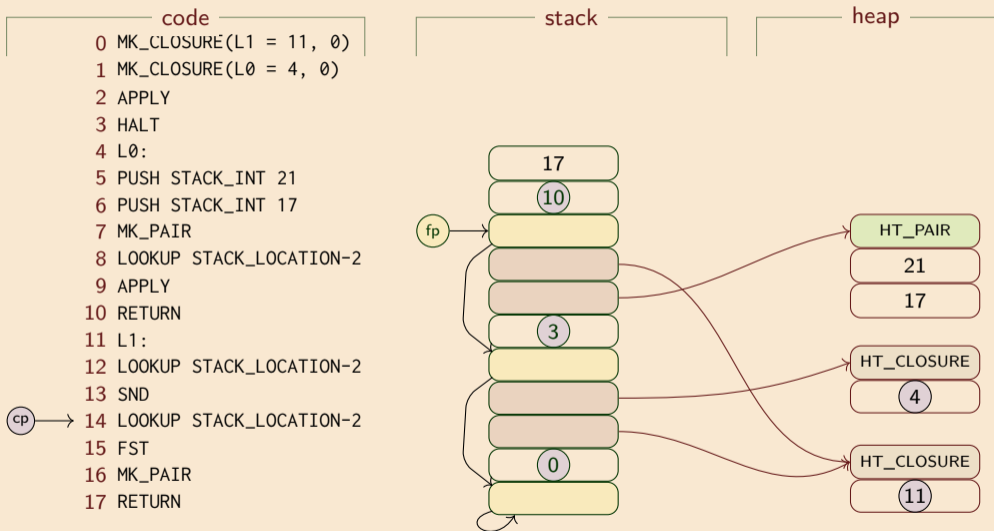 code
stack
heap
0 MK_CLOSURE(L1 = 11, 0)
1 MK_CLOSURE(L0 = 4, 0)
2 APPLY
3 HALT
4 L0:
5 PUSH STACK_INT 21
6 PUSH STACK_INT 17
7 MK_PAIR
8 LOOKUP STACK_LOCATION-2
9 APPLY
10 RETURN
11 L1:
12 LOOKUP STACK_LOCATION-2
13 SND
cp
14 LOOKUP STACK_LOCATION-2
15 FST
16 MK_PAIR
17 RETURN
17
10
fp
3
0
HT_PAIR
21
17
HT_CLOSURE
4
HT_CLOSURE
11